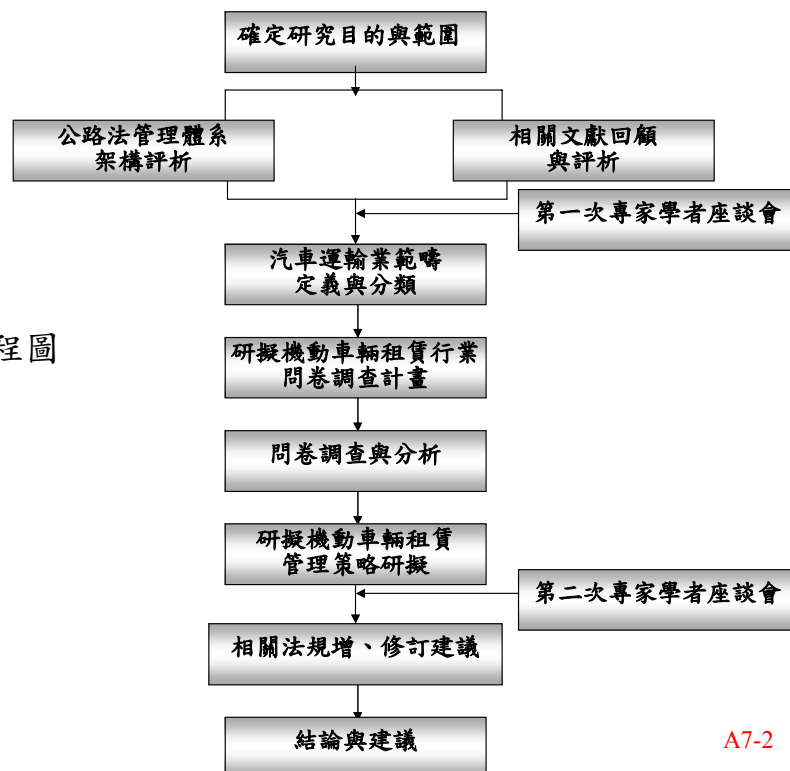 確定研究目的與範圍
公路法管理體系
架構評析
相關文獻回顧
與評析
第一次專家學者座談會
汽車運輸業範疇
定義與分類
程圖
研擬機動車輛租賃行業
問卷調查計畫
問卷調查與分析
研擬機動車輛租賃
管理策略研擬
第二次專家學者座談會
相關法規增、修訂建議
結論與建議
A7-2